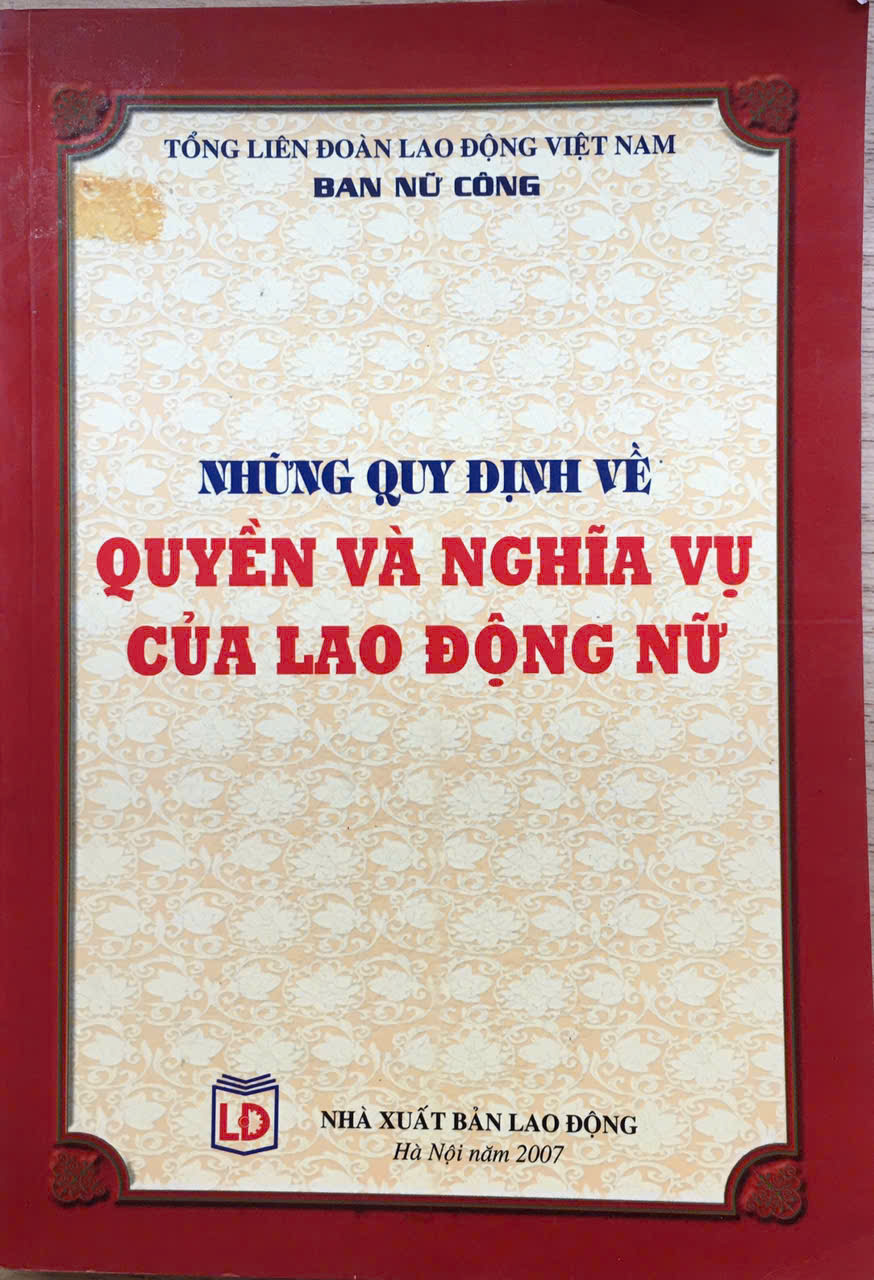 TỔNG LIÊN ĐOÀN LAO ĐỘNG VIỆT NAM
BAN NỮ CÔNG
NHỮNG QUY ĐỊNH VỀ
QUYỀN VÀ NGHĨA VỤ
CỦA LAO ĐỘNG NỮ
LĐ
NHÀ XUẤT BẢN LAO ĐỘNG
Hà Nội năm 2007